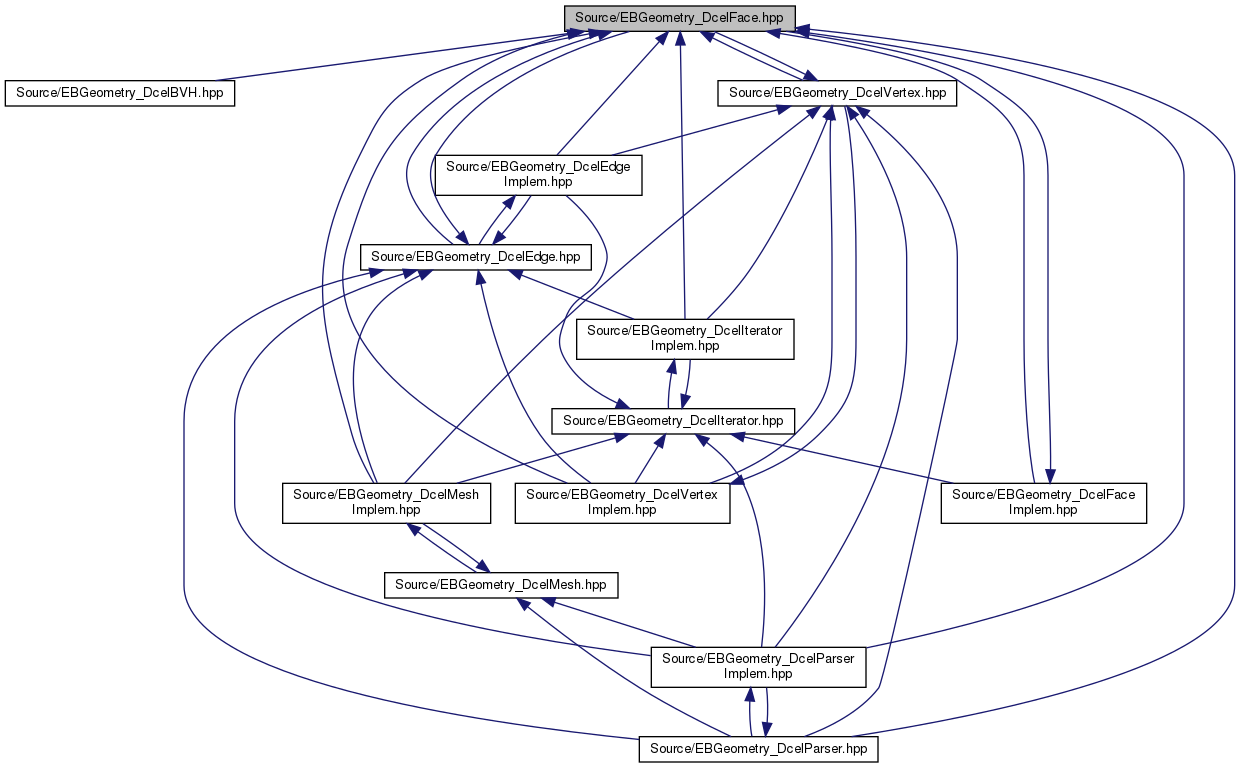 Source/EBGeometry_DcelFace.hpp
Source/EBGeometry_DcelBVH.hpp
Source/EBGeometry_DcelVertex.hpp
Source/EBGeometry_DcelEdge
Implem.hpp
Source/EBGeometry_DcelEdge.hpp
Source/EBGeometry_DcelIterator
Implem.hpp
Source/EBGeometry_DcelIterator.hpp
Source/EBGeometry_DcelMesh
Implem.hpp
Source/EBGeometry_DcelVertex
Implem.hpp
Source/EBGeometry_DcelFace
Implem.hpp
Source/EBGeometry_DcelMesh.hpp
Source/EBGeometry_DcelParser
Implem.hpp
Source/EBGeometry_DcelParser.hpp